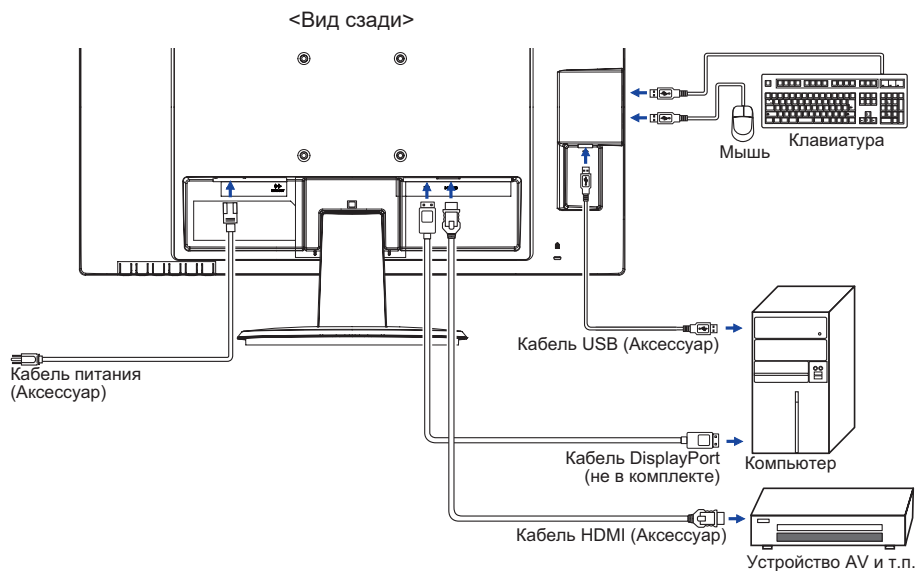 <Вид сзади>
Мышь
Клавиатура
Кабель USB (Аксессуар)
Кабель питания
(Аксессуар)
Кабель DisplayPort
(не в комплекте)
Компьютер
Кабель HDMI (Аксессуар)
Устройство AV и т.п.